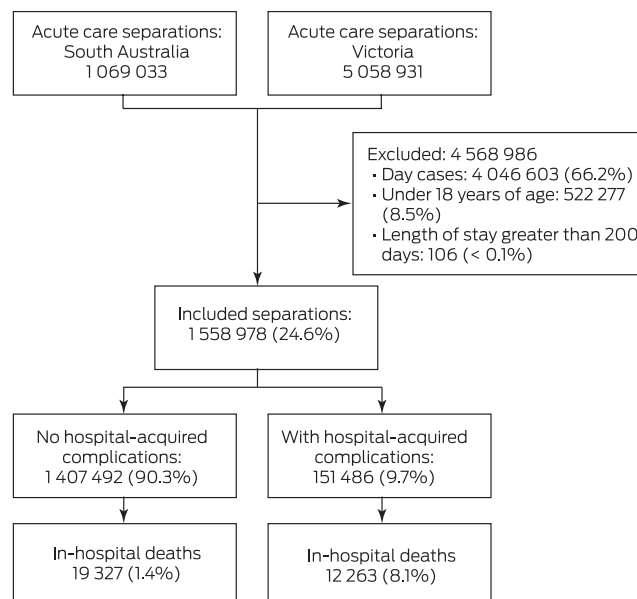 Acute care separations:
South Australia
1 069 033
Acute care separations:
Victoria
5 058 931
Excluded: 4 568 986
• Day cases: 4 046 603 (66.2%)
• Under 18 years of age: 522 277
(8.5%)
• Length of stay greater than 200
days: 106 (< 0.1%)
Included separations:
1 558 978 (24.6%)
No hospital-acquired
complications:
1 407 492 (90.3%)
With hospital-acquired
complications:
151 486 (9.7%)
In-hospital deaths
19 327 (1.4%)
In-hospital deaths
12 263 (8.1%)